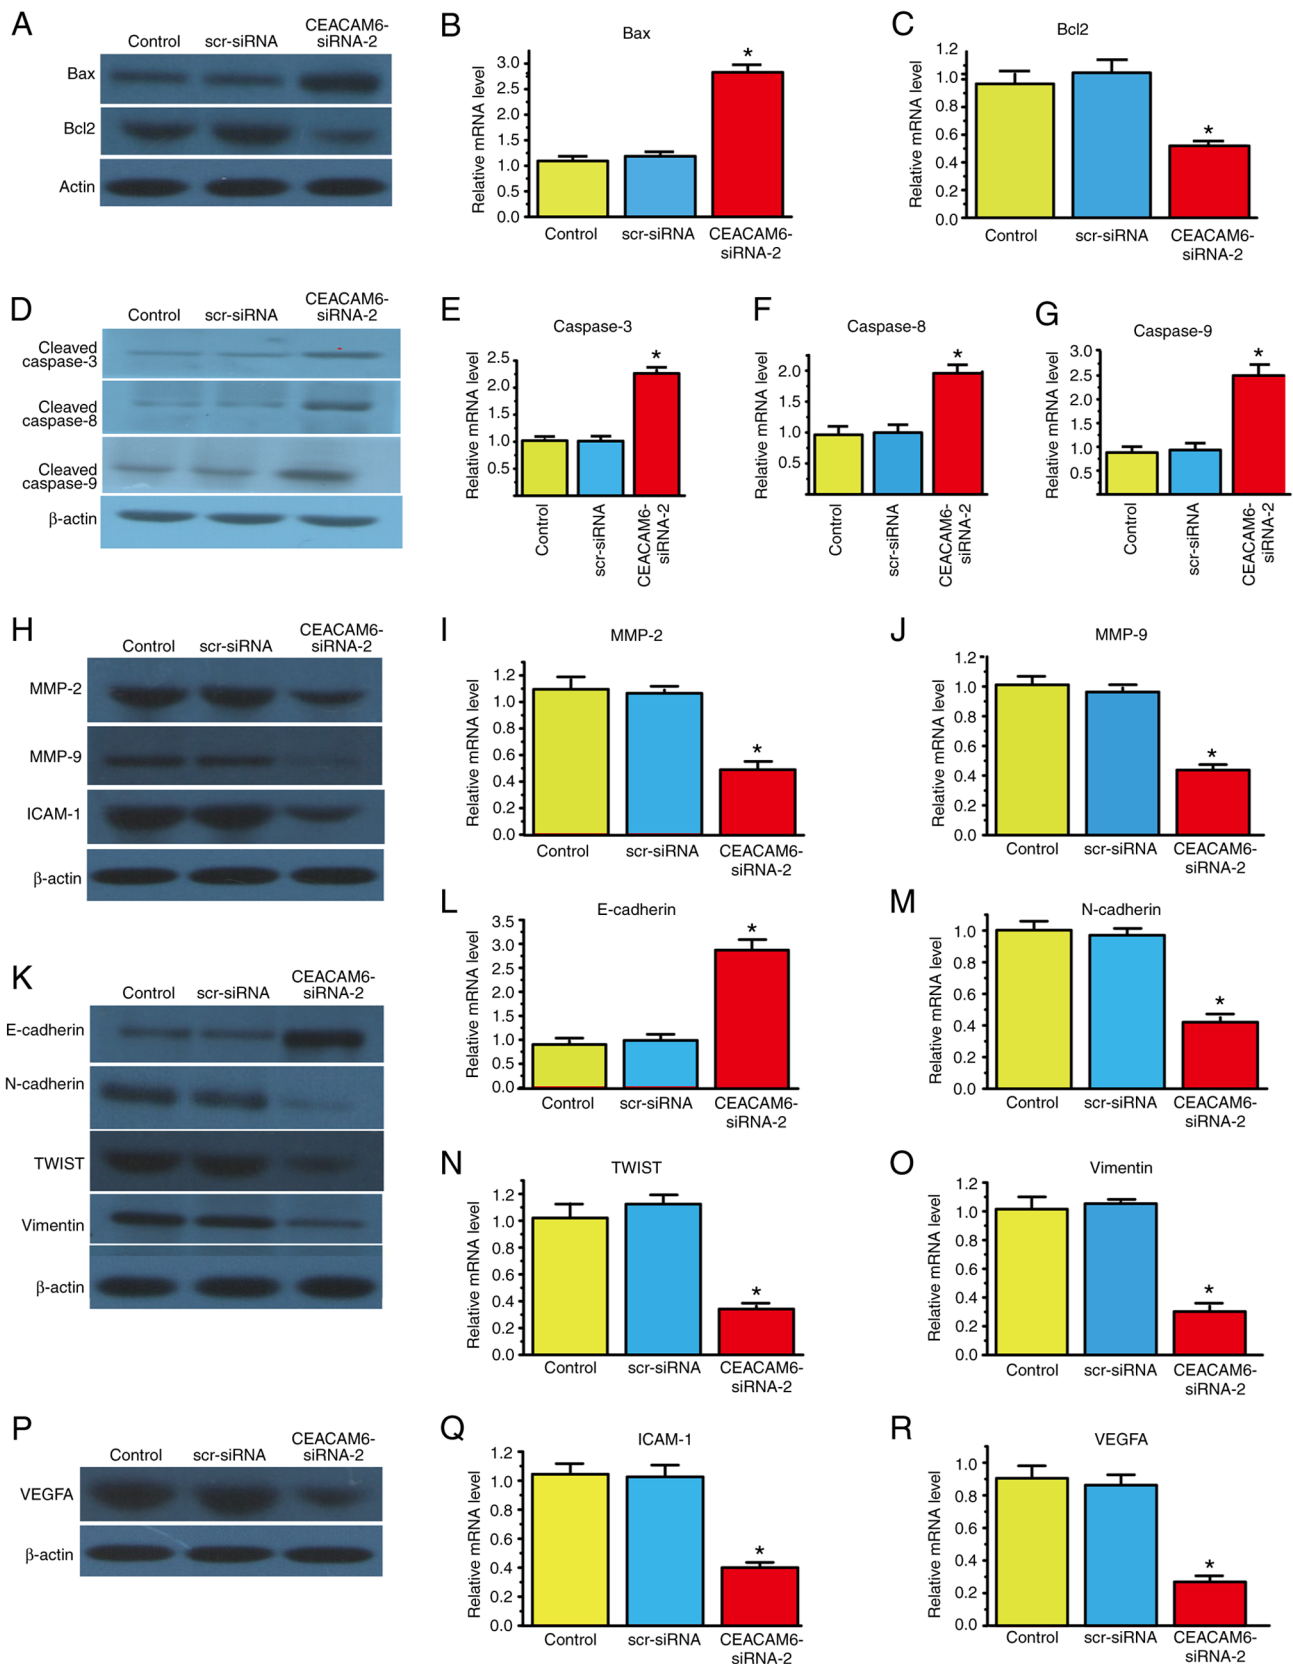 A
Control
scr-siRNA
CEACAM6-
siRNA-2
Bax
Bcl2
Actin
B
Bax
Relative mRNA level
3.0
2.5
2.0
1.5
1.0
0.5
0.0
*
Control
scr-siRNA
CEACAM6-
siRNA-2
C
Bcl2
Relative mRNA level
1.2
1.0
0.8
0.6
0.4
0.2
0.0
*
Control
scr-siRNA
CEACAM6-
siRNA-2
D
Control
scr-siRNA
CEACAM6-
siRNA-2
Cleaved
caspase-3
Cleaved
caspase-8
Cleaved
caspase-9
β-actin
E
Caspase-3
Relative mRNA level
2.5
2.0
1.5
1.0
0.5
*
Control
scr-siRNA
CEACAM6-
siRNA-2
F
Caspase-8
Relative mRNA level
2.0
1.5
1.0
0.5
*
Control
scr-siRNA
CEACAM6-
siRNA-2
G
Caspase-9
Relative mRNA level
3.0
2.5
2.0
1.5
1.0
0.5
*
Control
scr-siRNA
CEACAM6-
siRNA-2
H
Control
scr-siRNA
CEACAM6-
siRNA-2
MMP-2
MMP-9
ICAM-1
β-actin
I
MMP-2
Relative mRNA level
1.2
1.0
0.8
0.6
0.4
0.2
0.0
*
Control
scr-siRNA
CEACAM6-
siRNA-2
J
MMP-9
Relative mRNA level
1.2
1.0
0.8
0.6
0.4
0.2
0.0
*
Control
scr-siRNA
CEACAM6-
siRNA-2
K
Control
scr-siRNA
CEACAM6-
siRNA-2
E-cadherin
N-cadherin
TWIST
Vimentin
β-actin
L
E-cadherin
Relative mRNA level
3.5
3.0
2.5
2.0
1.5
1.0
0.5
0.0
*
Control
scr-siRNA
CEACAM6-
siRNA-2
M
N-cadherin
Relative mRNA level
1.0
0.8
0.6
0.4
0.2
0.0
*
Control
scr-siRNA
CEACAM6-
siRNA-2
N
TWIST
Relative mRNA level
1.2
1.0
0.8
0.6
0.4
0.2
0.0
*
Control
scr-siRNA
CEACAM6-
siRNA-2
O
Vimentin
Relative mRNA level
1.2
1.0
0.8
0.6
0.4
0.2
0.0
*
Control
scr-siRNA
CEACAM6-
siRNA-2
P
Control
scr-siRNA
CEACAM6-
siRNA-2
VEGFA
β-actin
Q
ICAM-1
Relative mRNA level
1.2
1.0
0.8
0.6
0.4
0.2
0.0
*
Control
scr-siRNA
CEACAM6-
siRNA-2
R
VEGFA
Relative mRNA level
1.0
0.8
0.6
0.4
0.2
0.0
*
Control
scr-siRNA
CEACAM6-
siRNA-2